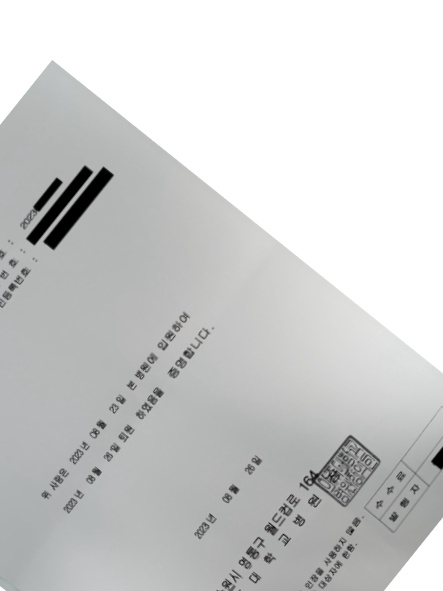 호 : 2023
번 호 :
민등록번호 :
위 사람은 2023년 08월 23일 본 병원에 입원하여
2023년 08월 26일 퇴원 하였음을 증명합니다.
2023년 08월 26일
원시 영통구 월드컵로 164
대 학 교 병 원
수 수 료
발 행 자
인정을 사용하지 않음.
대상자에 한함.